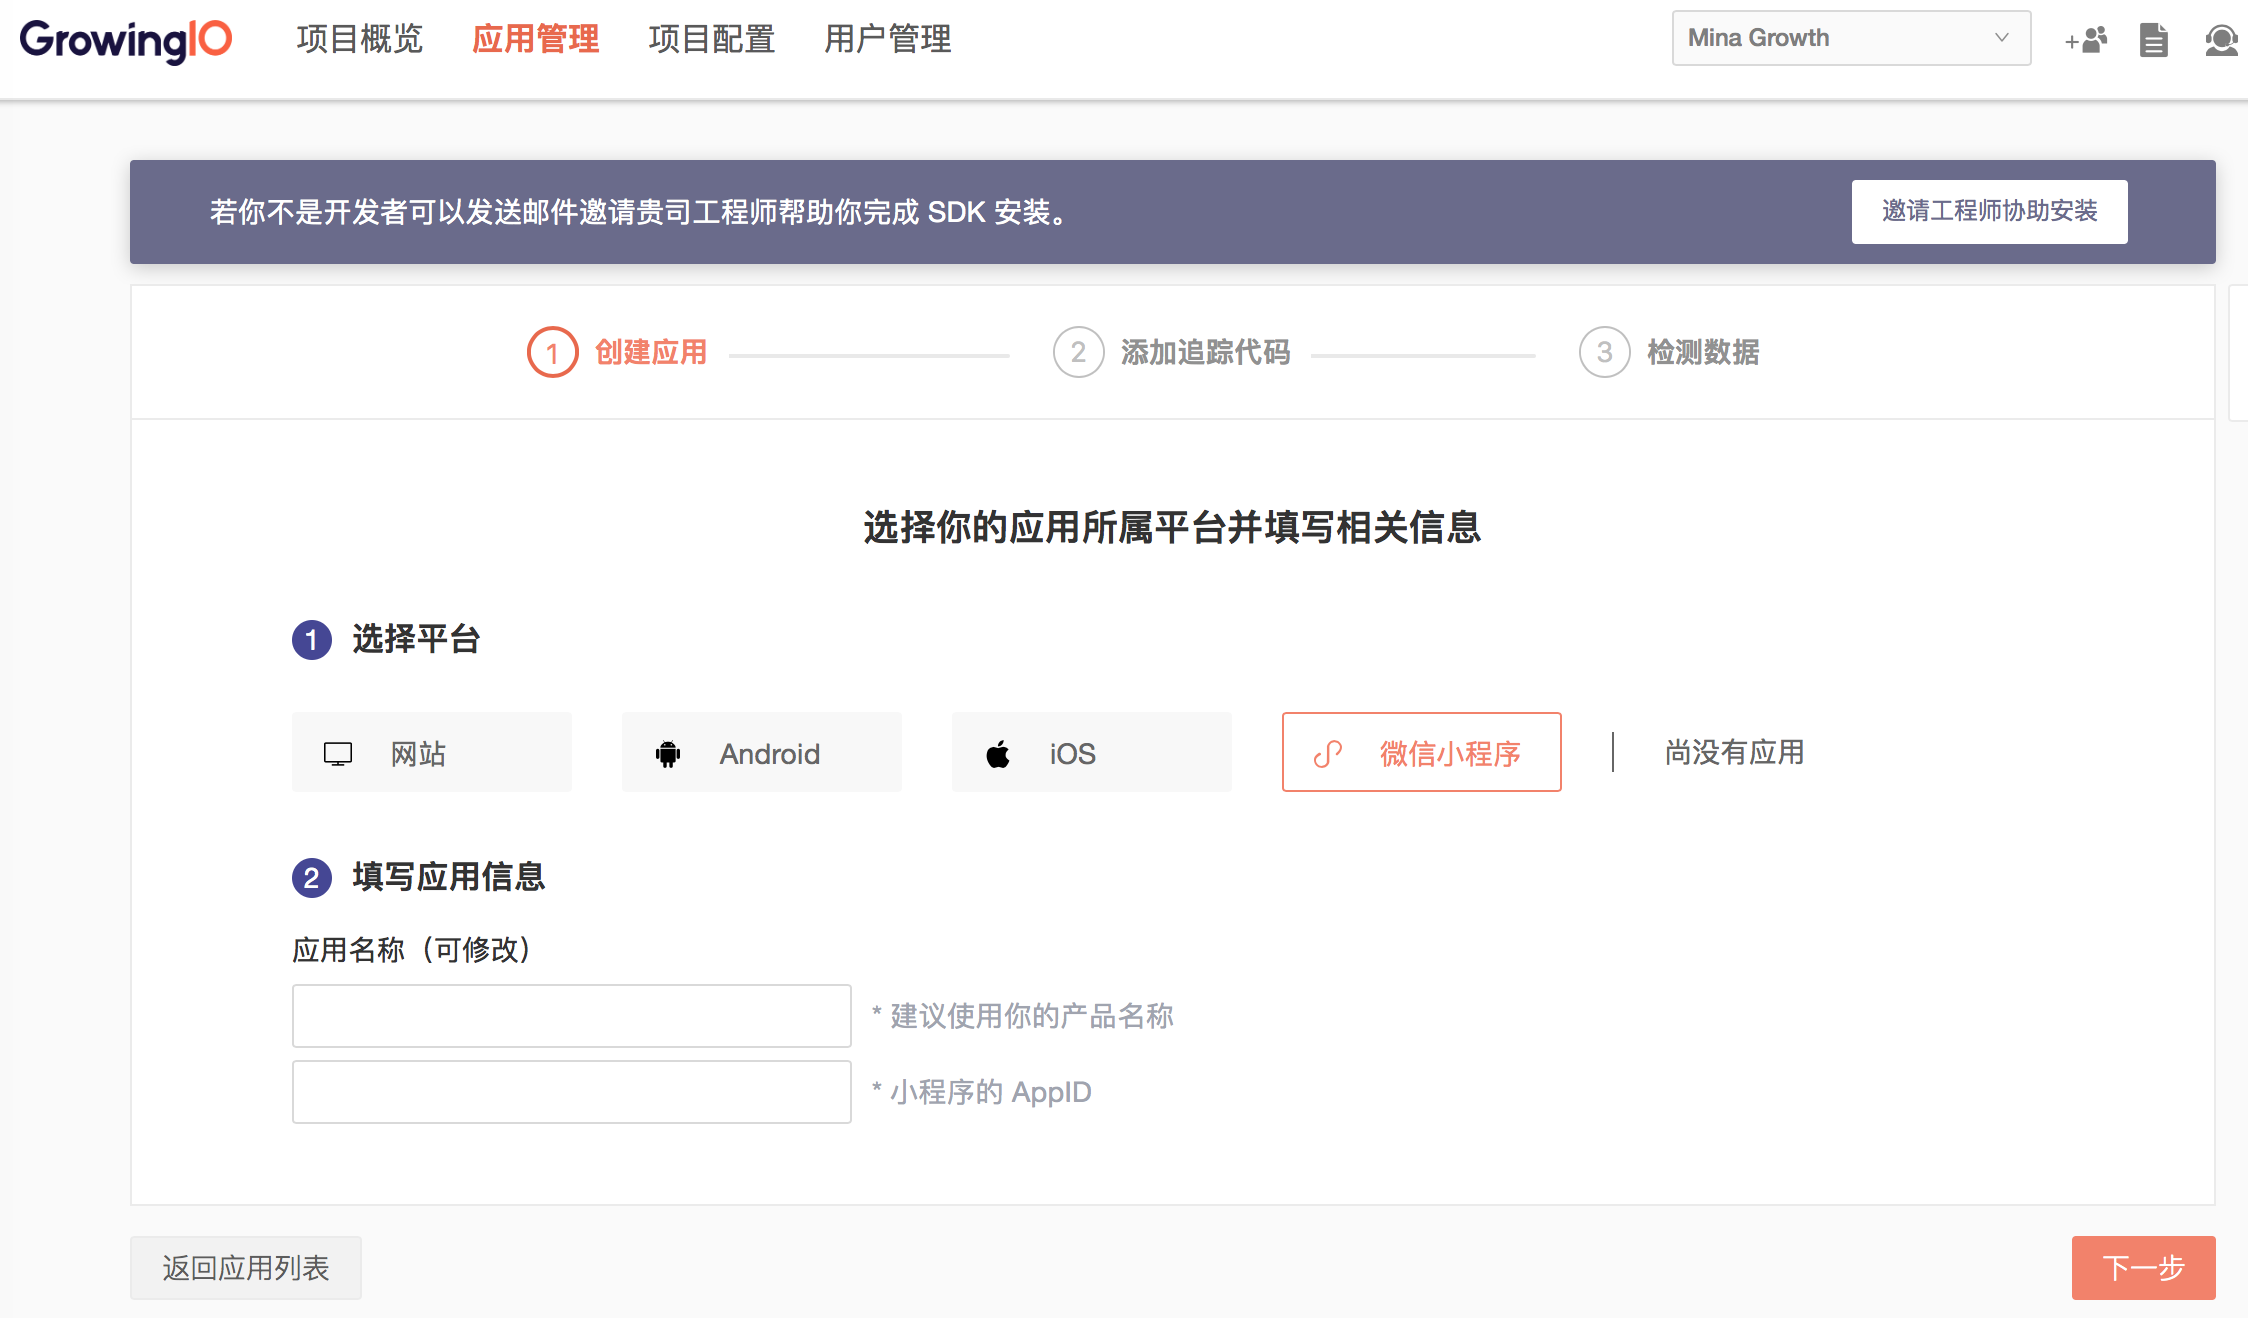 GrowingIO 项目概览 应用管理 项目配置 用户管理 Mina Growth
若你不是开发者可以发送邮件邀请贵司工程师帮助你完成 SDK 安装。 邀请工程师协助安装
1 创建应用 2 添加追踪代码 3 检测数据
选择你的应用所属平台并填写相关信息
1 选择平台
网站 Android iOS 微信小程序 尚没有应用
2 填写应用信息
应用名称（可修改）
* 建议使用你的产品名称
* 小程序的 AppID
返回应用列表 下一步